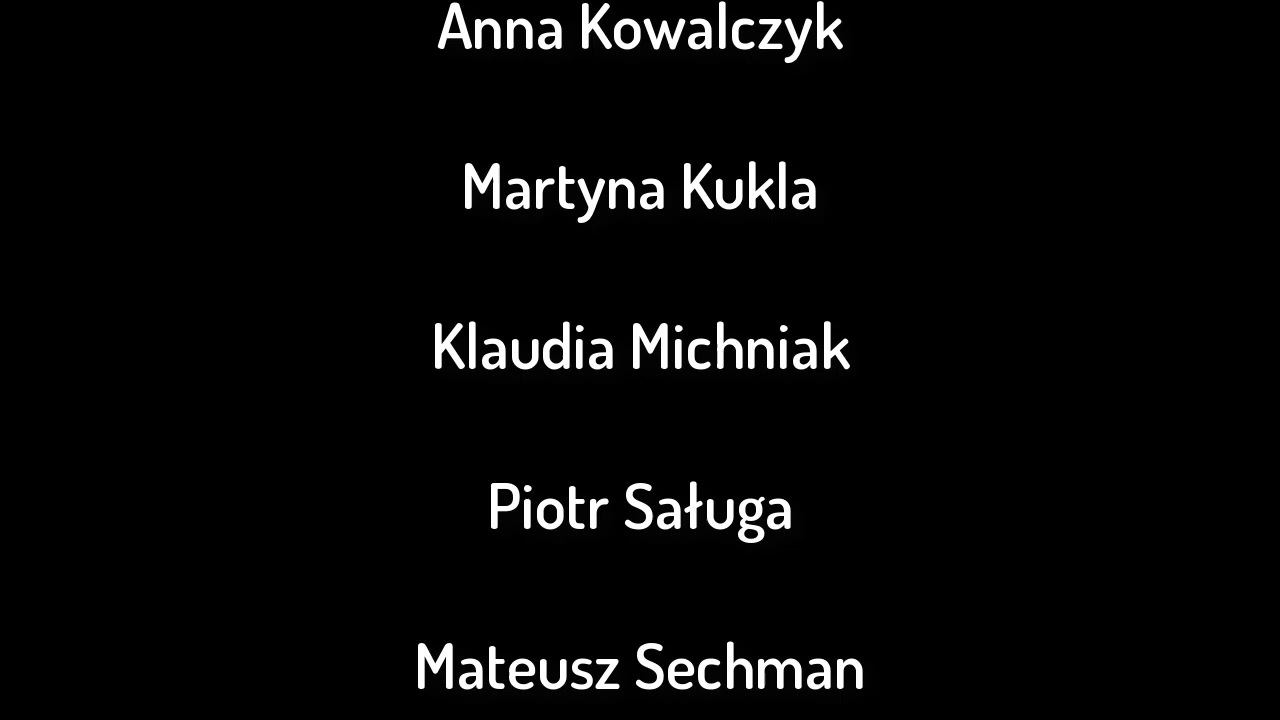 Anna Kowalczyk
Martyna Kukla
Klaudia Michniak
Piotr Saługa
Mateusz Sechman